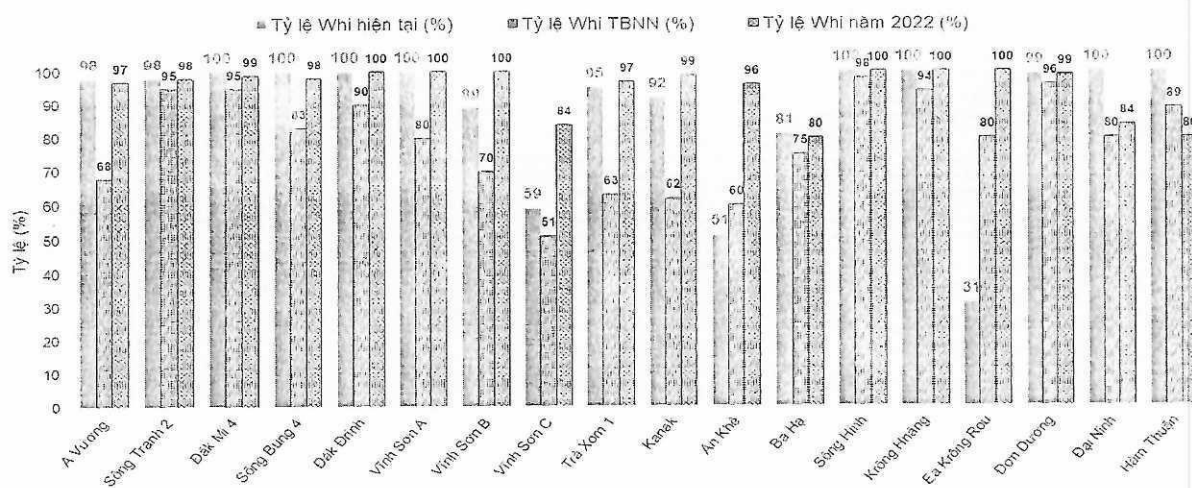 Tỷ lệ Whi hiện tại (%) Tỷ lệ Whi TBNN (%) Tỷ lệ Whi năm 2022 (%)
Tỷ lệ (%)
100
90
80
70
60
50
40
30
20
10
0
98 68 97
98 95 98
100 95 99
100 83 98
100 90 100
100 80 100
89 70 100
59 51 84
95 63 97
92 62 99
51 60 96
81 75 80
100 98 100
100 94 100
31 80 100
99 96 99
100 80 84
100 89 80
A Vương
Sông Tranh 2
Đăk Mi 4
Sông Bung 4
Đăk Drinh
Vĩnh Sơn A
Vĩnh Sơn B
Vĩnh Sơn C
Trà Xom 1
Kanak
An Khê
Ba Hạ
Sông Hinh
Krông Hnăng
Ea Krông Rou
Đơn Dương
Đại Ninh
Hàm Thuận